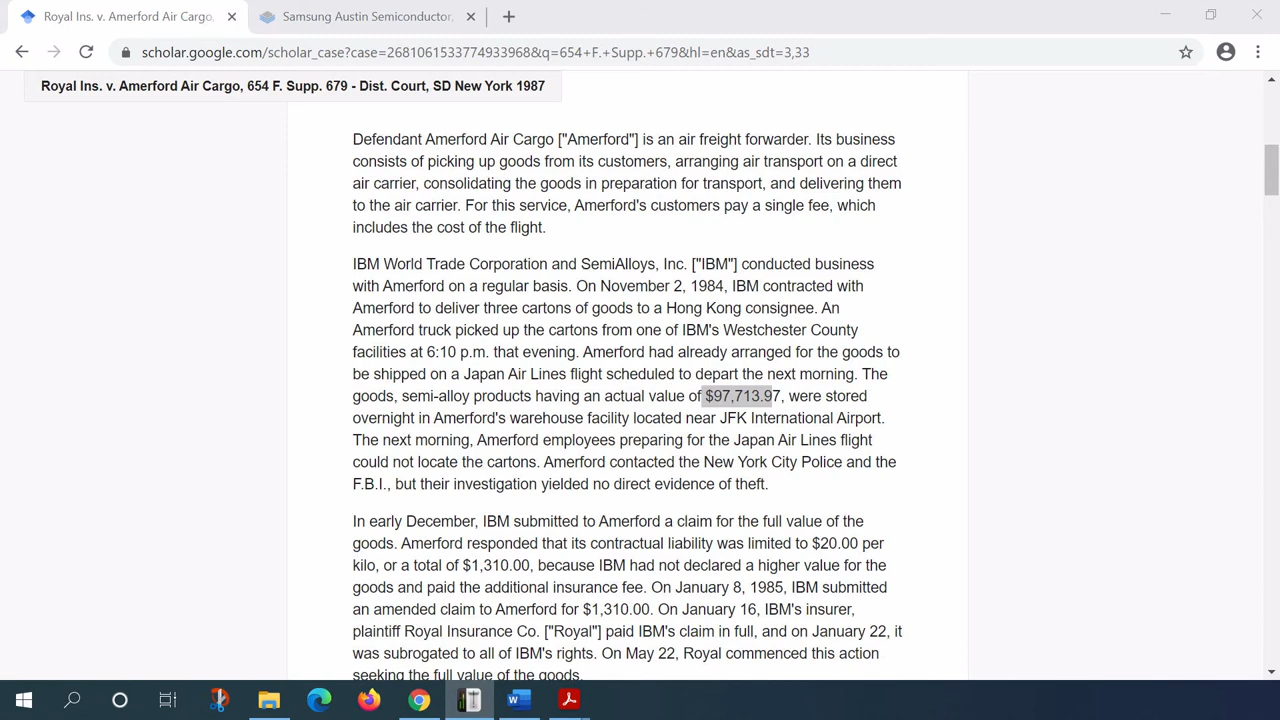 Royal Ins. v. Amerford Air Cargo,
Samsung Austin Semiconductor,
scholar.google.com/scholar_case?case=2681061533774933968&q=654+F.+Supp.+679&hl=en&as_sdt=3,33
Royal Ins. v. Amerford Air Cargo, 654 F. Supp. 679 - Dist. Court, SD New York 1987
Defendant Amerford Air Cargo ["Amerford"] is an air freight forwarder. Its business
consists of picking up goods from its customers, arranging air transport on a direct
air carrier, consolidating the goods in preparation for transport, and delivering them
to the air carrier. For this service, Amerford's customers pay a single fee, which
includes the cost of the flight.
IBM World Trade Corporation and SemiAlloys, Inc. ["IBM"] conducted business
with Amerford on a regular basis. On November 2, 1984, IBM contracted with
Amerford to deliver three cartons of goods to a Hong Kong consignee. An
Amerford truck picked up the cartons from one of IBM's Westchester County
facilities at 6:10 p.m. that evening. Amerford had already arranged for the goods to
be shipped on a Japan Air Lines flight scheduled to depart the next morning. The
goods, semi-alloy products having an actual value of $97,713.97, were stored
overnight in Amerford's warehouse facility located near JFK International Airport.
The next morning, Amerford employees preparing for the Japan Air Lines flight
could not locate the cartons. Amerford contacted the New York City Police and the
F.B.I., but their investigation yielded no direct evidence of theft.
In early December, IBM submitted to Amerford a claim for the full value of the
goods. Amerford responded that its contractual liability was limited to $20.00 per
kilo, or a total of $1,310.00, because IBM had not declared a higher value for the
goods and paid the additional insurance fee. On January 8, 1985, IBM submitted
an amended claim to Amerford for $1,310.00. On January 16, IBM's insurer,
plaintiff Royal Insurance Co. ["Royal"] paid IBM's claim in full, and on January 22, it
was subrogated to all of IBM's rights. On May 22, Royal commenced this action
seeking the full value of the goods.